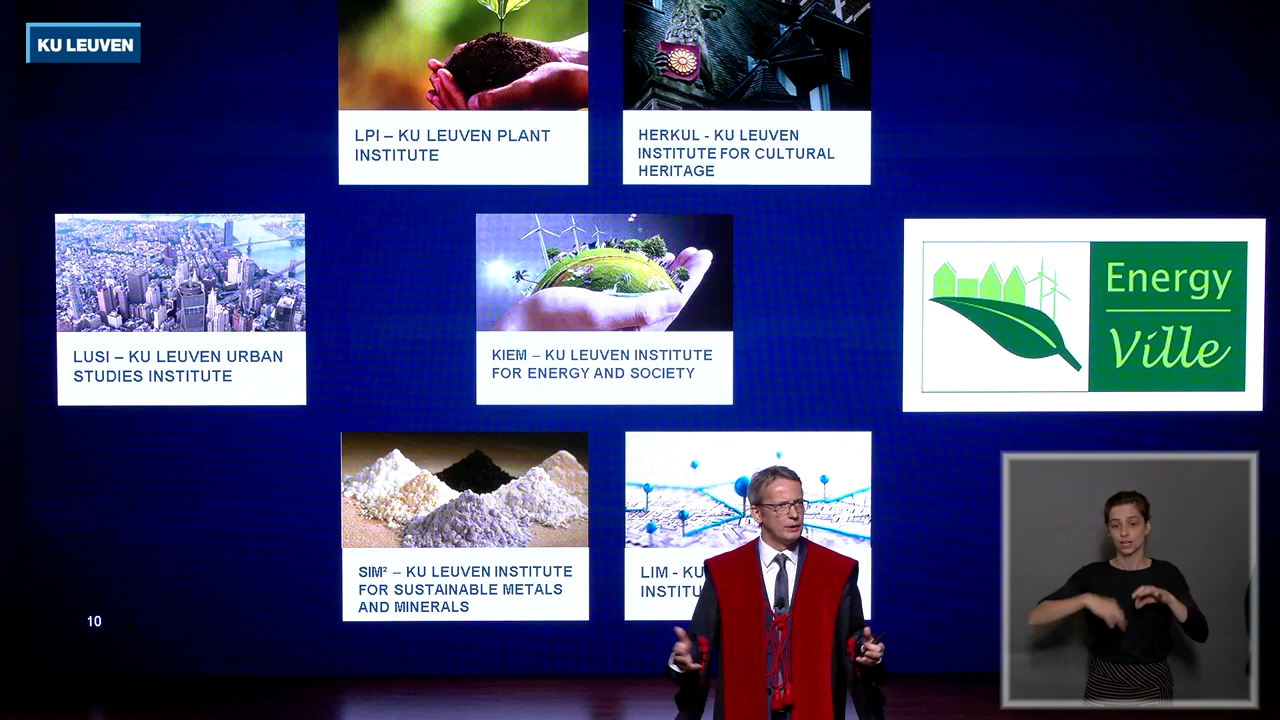 KU LEUVEN
LPI – KU LEUVEN PLANT
INSTITUTE
HERKUL - KU LEUVEN
INSTITUTE FOR CULTURAL
HERITAGE
LUSI – KU LEUVEN URBAN
STUDIES INSTITUTE
KIEM – KU LEUVEN INSTITUTE
FOR ENERGY AND SOCIETY
Energy
Ville
SIM² – KU LEUVEN INSTITUTE
FOR SUSTAINABLE METALS
AND MINERALS
LIM - KU
INSTITU
10